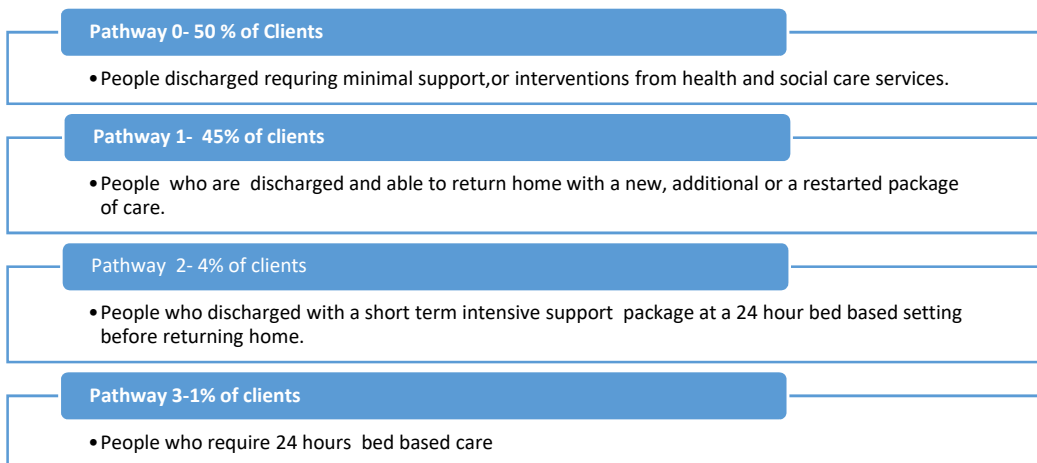 Pathway 0- 50 % of Clients
•People discharged requring minimal support,or interventions from health and social care services.
Pathway 1- 45% of clients
•People who are discharged and able to return home with a new, additional or a restarted package
of care.
Pathway 2- 4% of clients
•People who discharged with a short term intensive support package at a 24 hour bed based setting
before returning home.
Pathway 3-1% of clients
•People who require 24 hours bed based care